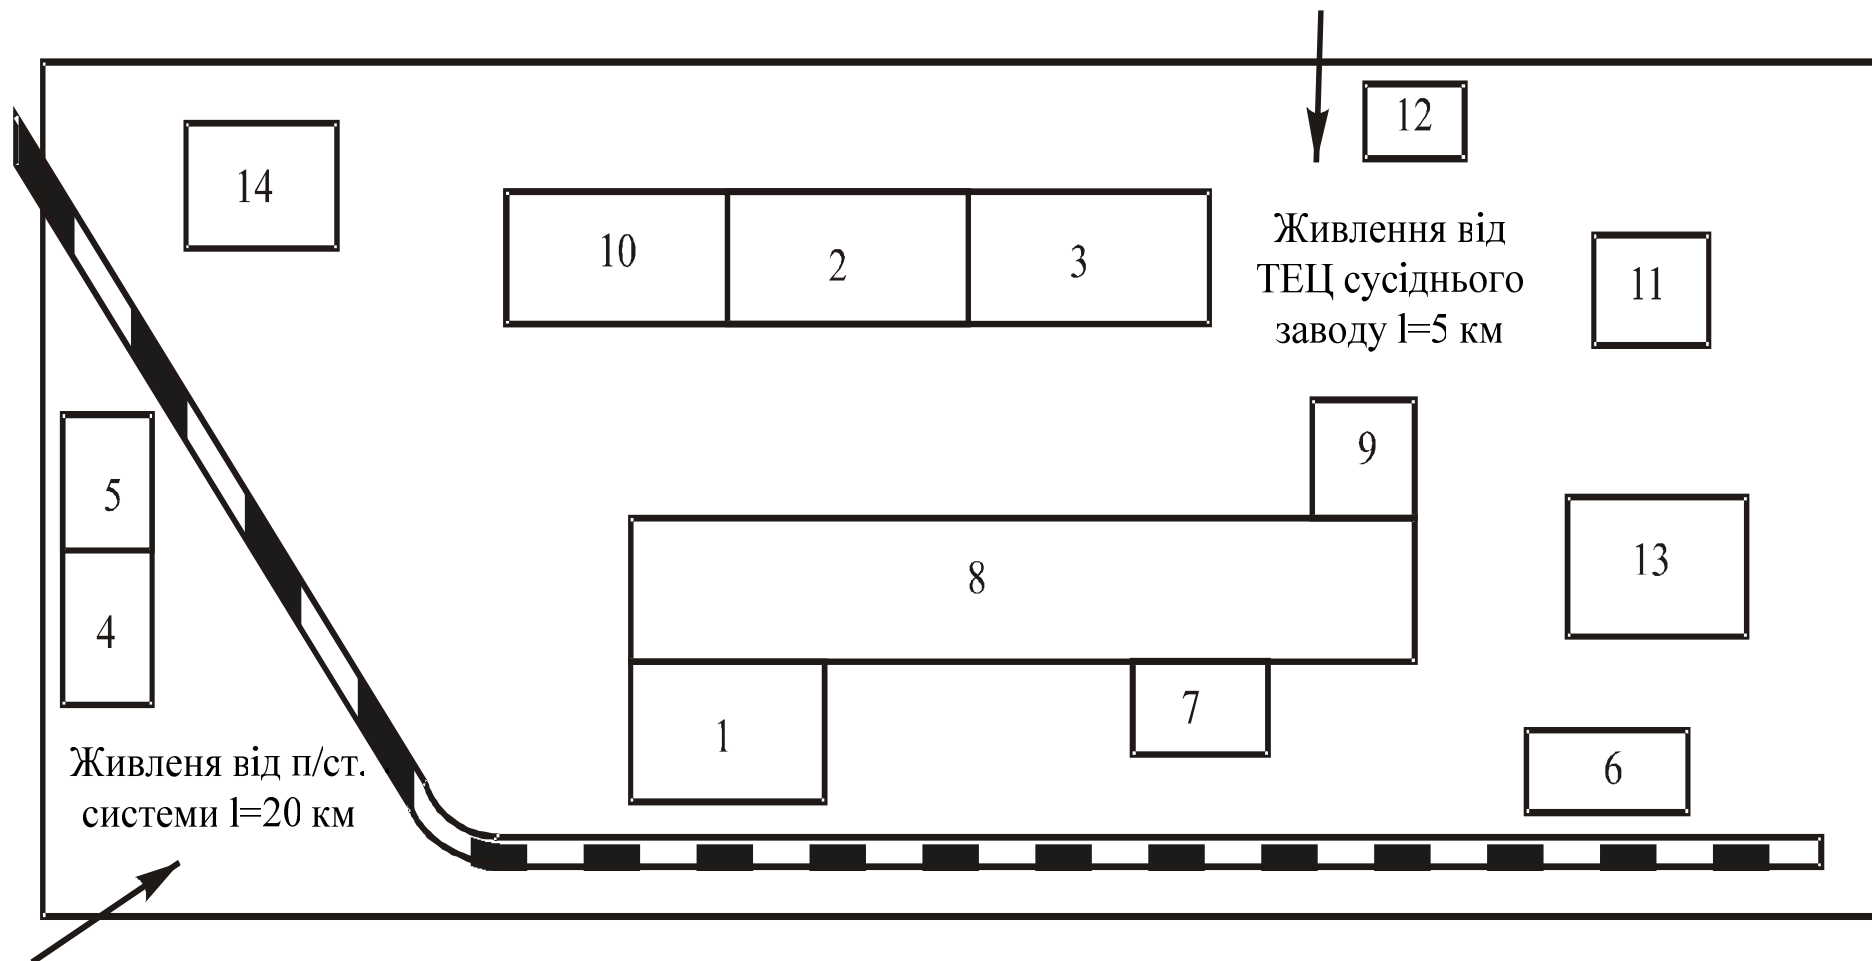 12
14
10
2
3
Живлення від
ТЕЦ сусіднього
заводу l=5 км
11
9
5
8
13
4
1
7
6
Живленя від п/ст.
системи l=20 км